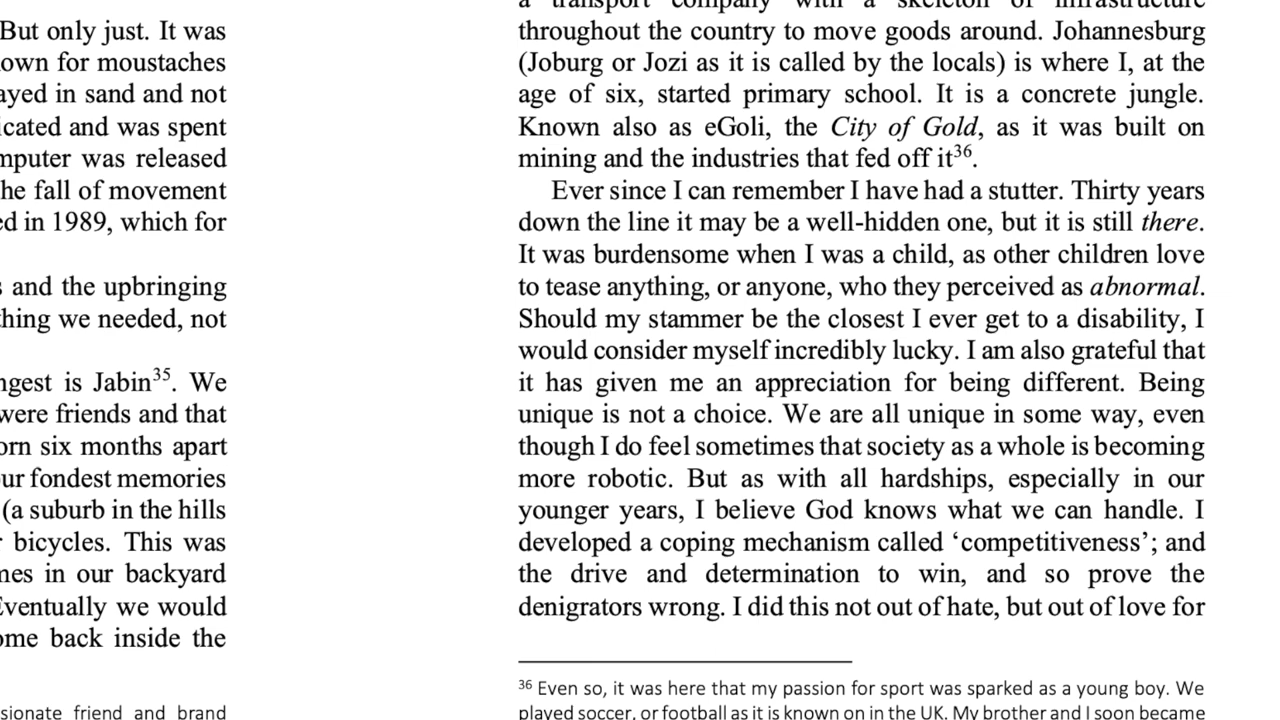 But only just. It was
own for moustaches
ayed in sand and not
icated and was spent
mputer was released
he fall of movement
ed in 1989, which for
s and the upbringing
thing we needed, not
ngest is Jabin³⁵. We
were friends and that
orn six months apart
ur fondest memories
(a suburb in the hills
r bicycles. This was
mes in our backyard
Eventually we would
ome back inside the
sionate friend and brand
a transport company with a skeleton of infrastructure
throughout the country to move goods around. Johannesburg
(Joburg or Jozi as it is called by the locals) is where I, at the
age of six, started primary school. It is a concrete jungle.
Known also as eGoli, the City of Gold, as it was built on
mining and the industries that fed off it³⁶.
Ever since I can remember I have had a stutter. Thirty years
down the line it may be a well-hidden one, but it is still there.
It was burdensome when I was a child, as other children love
to tease anything, or anyone, who they perceived as abnormal.
Should my stammer be the closest I ever get to a disability, I
would consider myself incredibly lucky. I am also grateful that
it has given me an appreciation for being different. Being
unique is not a choice. We are all unique in some way, even
though I do feel sometimes that society as a whole is becoming
more robotic. But as with all hardships, especially in our
younger years, I believe God knows what we can handle. I
developed a coping mechanism called ‘competitiveness’; and
the drive and determination to win, and so prove the
denigrators wrong. I did this not out of hate, but out of love for
³⁶ Even so, it was here that my passion for sport was sparked as a young boy. We
played soccer, or football as it is known on in the UK. My brother and I soon became